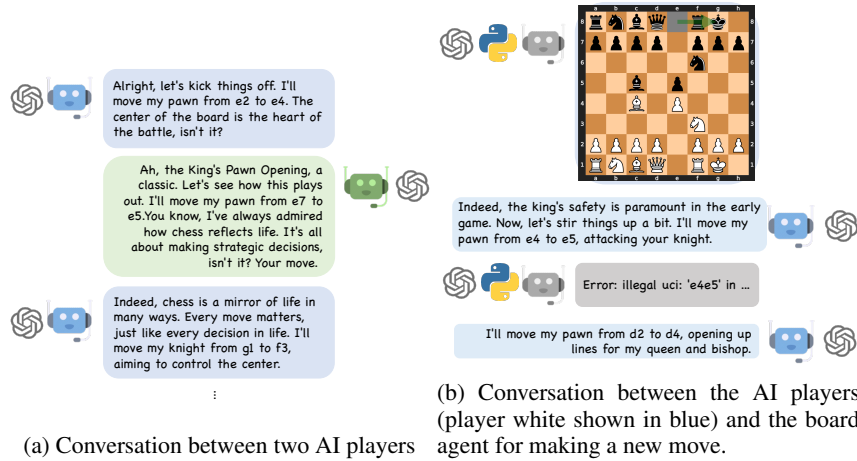 Alright, let's kick things off. I'll
move my pawn from e2 to e4. The
center of the board is the heart of
the battle, isn't it?
Ah, the King's Pawn Opening, a
classic. Let's see how this plays
out. I'll move my pawn from e7 to
e5.You know, I've always admired
how chess reflects life. It's all
about making strategic decisions,
isn't it? Your move.
Indeed, chess is a mirror of life in
many ways. Every move matters,
just like every decision in life. I'll
move my knight from g1 to f3,
aiming to control the center.
⋮
(a) Conversation between two AI players
a b c d e f g h
8 8
7 7
6 6
5 5
4 4
3 3
2 2
1 1
a b c d e f g h
Indeed, the king's safety is paramount in the early
game. Now, let's stir things up a bit. I'll move my
pawn from e4 to e5, attacking your knight.
Error: illegal uci: 'e4e5' in ...
I'll move my pawn from d2 to d4, opening up
lines for my queen and bishop.
(b) Conversation between the AI players
(player white shown in blue) and the board
agent for making a new move.